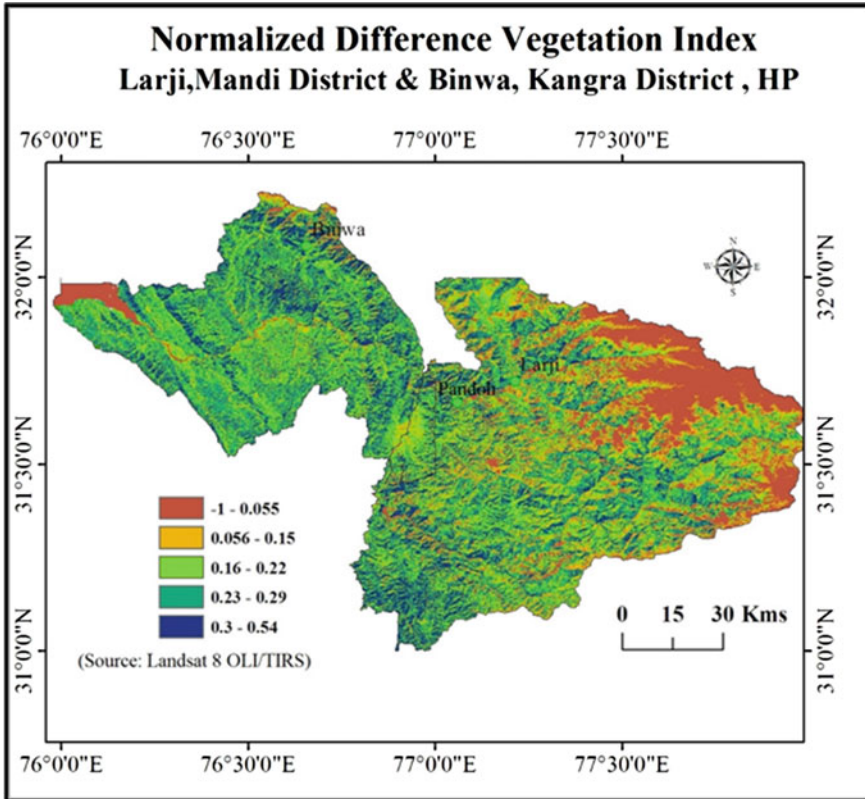 Normalized Difference Vegetation Index
Larji,Mandi District & Binwa, Kangra District , HP
76°0'0"E 76°30'0"E 77°0'0"E 77°30'0"E
Binwa
N
W E
S
32°0'0"N 32°0'0"N
Larji
Pandoh
31°30'0"N 31°30'0"N
-1 - 0.055
0.056 - 0.15
0.16 - 0.22
0.23 - 0.29
0.3 - 0.54
0 15 30 Kms
(Source: Landsat 8 OLI/TIRS)
31°0'0"N 31°0'0"N
76°0'0"E 76°30'0"E 77°0'0"E 77°30'0"E